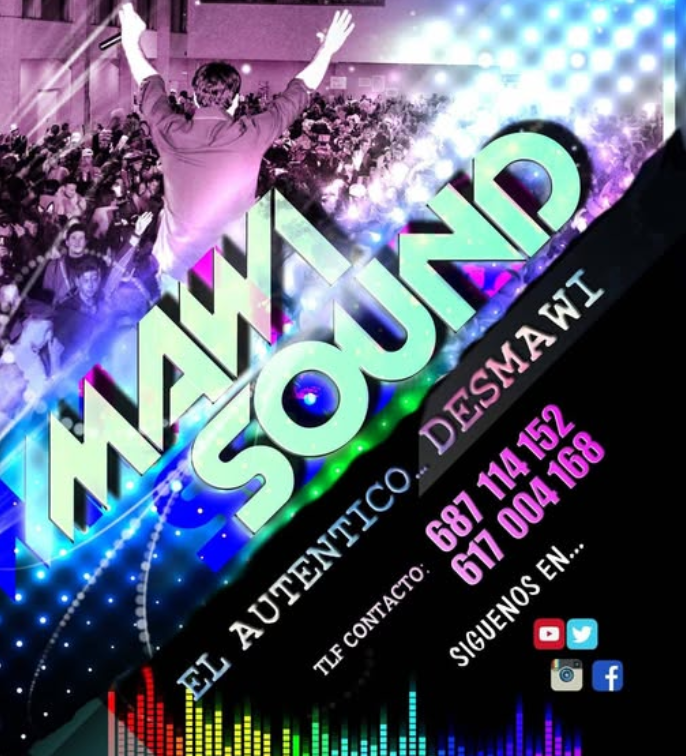 MAWI
SOUND
EL AUTENTICO... DESMAWI
TLF CONTACTO:
687 114 152
617 004 168
SIGUENOS EN...